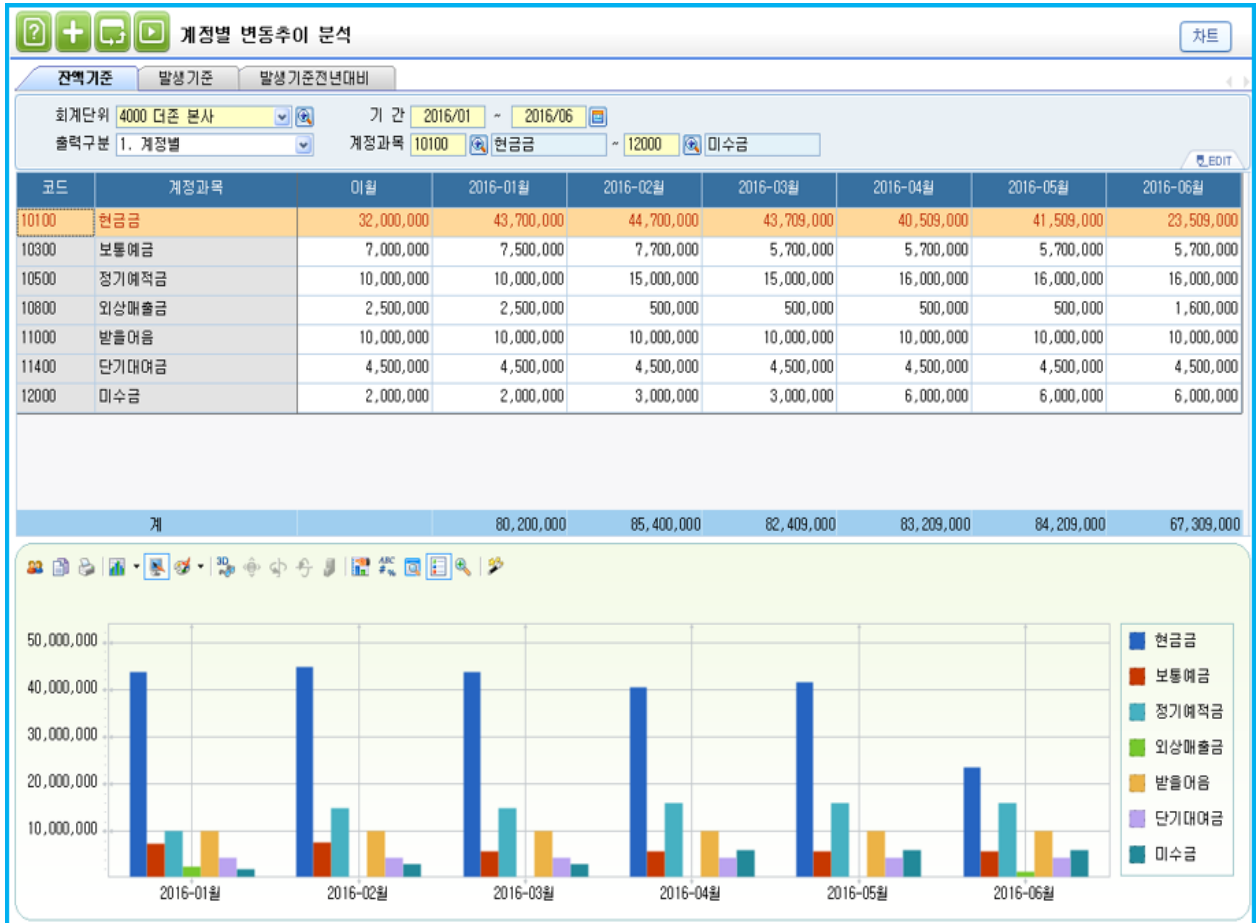 계정별 변동추이 분석 차트
잔액기준 발생기준 발생기준전년대비
회계단위 4000 더존 본사 기 간 2016/01 ~ 2016/06
출력구분 1. 계정별 계정과목 10100 현금금 ~ 12000 미수금
EDIT
코드 계정과목 이월 2016-01월 2016-02월 2016-03월 2016-04월 2016-05월 2016-06월
10100 현금금 32,000,000 43,700,000 44,700,000 43,709,000 40,509,000 41,509,000 23,509,000
10300 보통예금 7,000,000 7,500,000 7,700,000 5,700,000 5,700,000 5,700,000 5,700,000
10500 정기예적금 10,000,000 10,000,000 15,000,000 15,000,000 16,000,000 16,000,000 16,000,000
10800 외상매출금 2,500,000 2,500,000 500,000 500,000 500,000 500,000 1,600,000
11000 받을어음 10,000,000 10,000,000 10,000,000 10,000,000 10,000,000 10,000,000 10,000,000
11400 단기대여금 4,500,000 4,500,000 4,500,000 4,500,000 4,500,000 4,500,000 4,500,000
12000 미수금 2,000,000 2,000,000 3,000,000 3,000,000 6,000,000 6,000,000 6,000,000
계 80,200,000 85,400,000 82,409,000 83,209,000 84,209,000 67,309,000
3D ABC #%
50,000,000
40,000,000
30,000,000
20,000,000
10,000,000
2016-01월 2016-02월 2016-03월 2016-04월 2016-05월 2016-06월
현금금
보통예금
정기예적금
외상매출금
받을어음
단기대여금
미수금